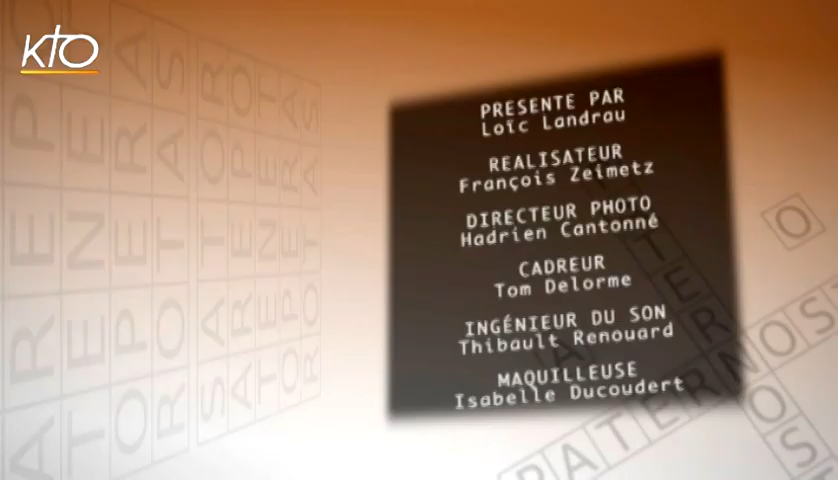 KTO
PRESENTE PAR
Loïc Landrau
REALISATEUR
François Zeimetz
DIRECTEUR PHOTO
Hadrien Cantonné
CADREUR
Tom Delorme
INGÉNIEUR DU SON
Thibault Renouard
MAQUILLEUSE
Isabelle Ducoudert
PATERNOS